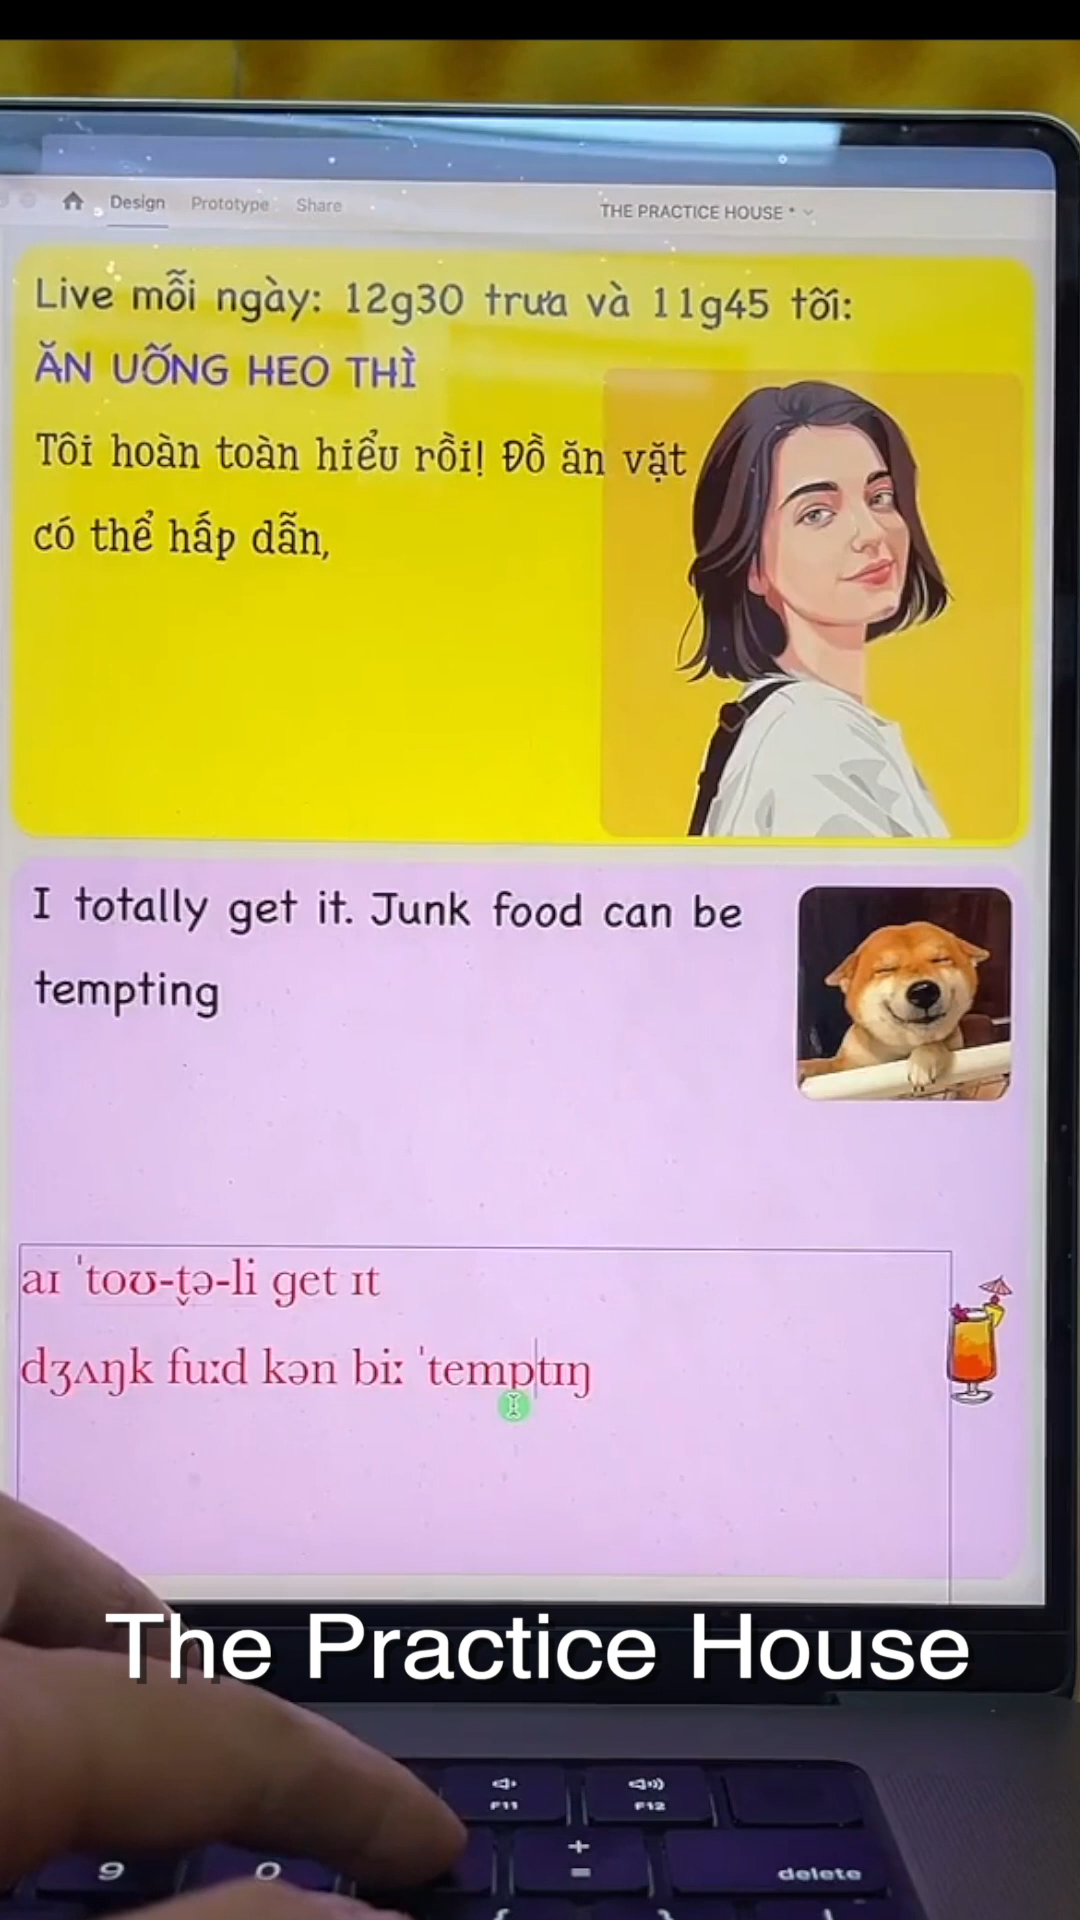 Design Prototype Share THE PRACTICE HOUSE *
Live mỗi ngày: 12g30 trưa và 11g45 tối:
ĂN UỐNG HEO THÌ
Tôi hoàn toàn hiểu rồi! Đồ ăn vặt
có thể hấp dẫn,
I totally get it. Junk food can be
tempting
aɪ ˈtoʊ-t̬ə-li ɡet ɪt
dʒʌŋk fuːd kən biː ˈtemptɪŋ
The Practice House
F11 F12
9 0 + = delete